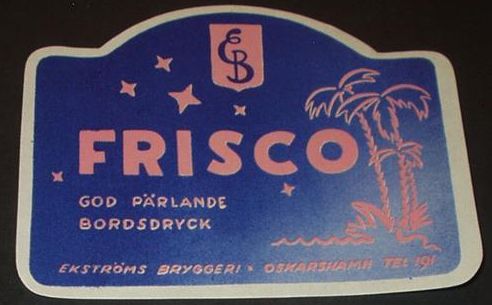 EB
FRISCO
GOD PÄRLANDE
BORDSDRYCK
EKSTRÖMS BRYGGERI • OSKARSHAMN TEL 191